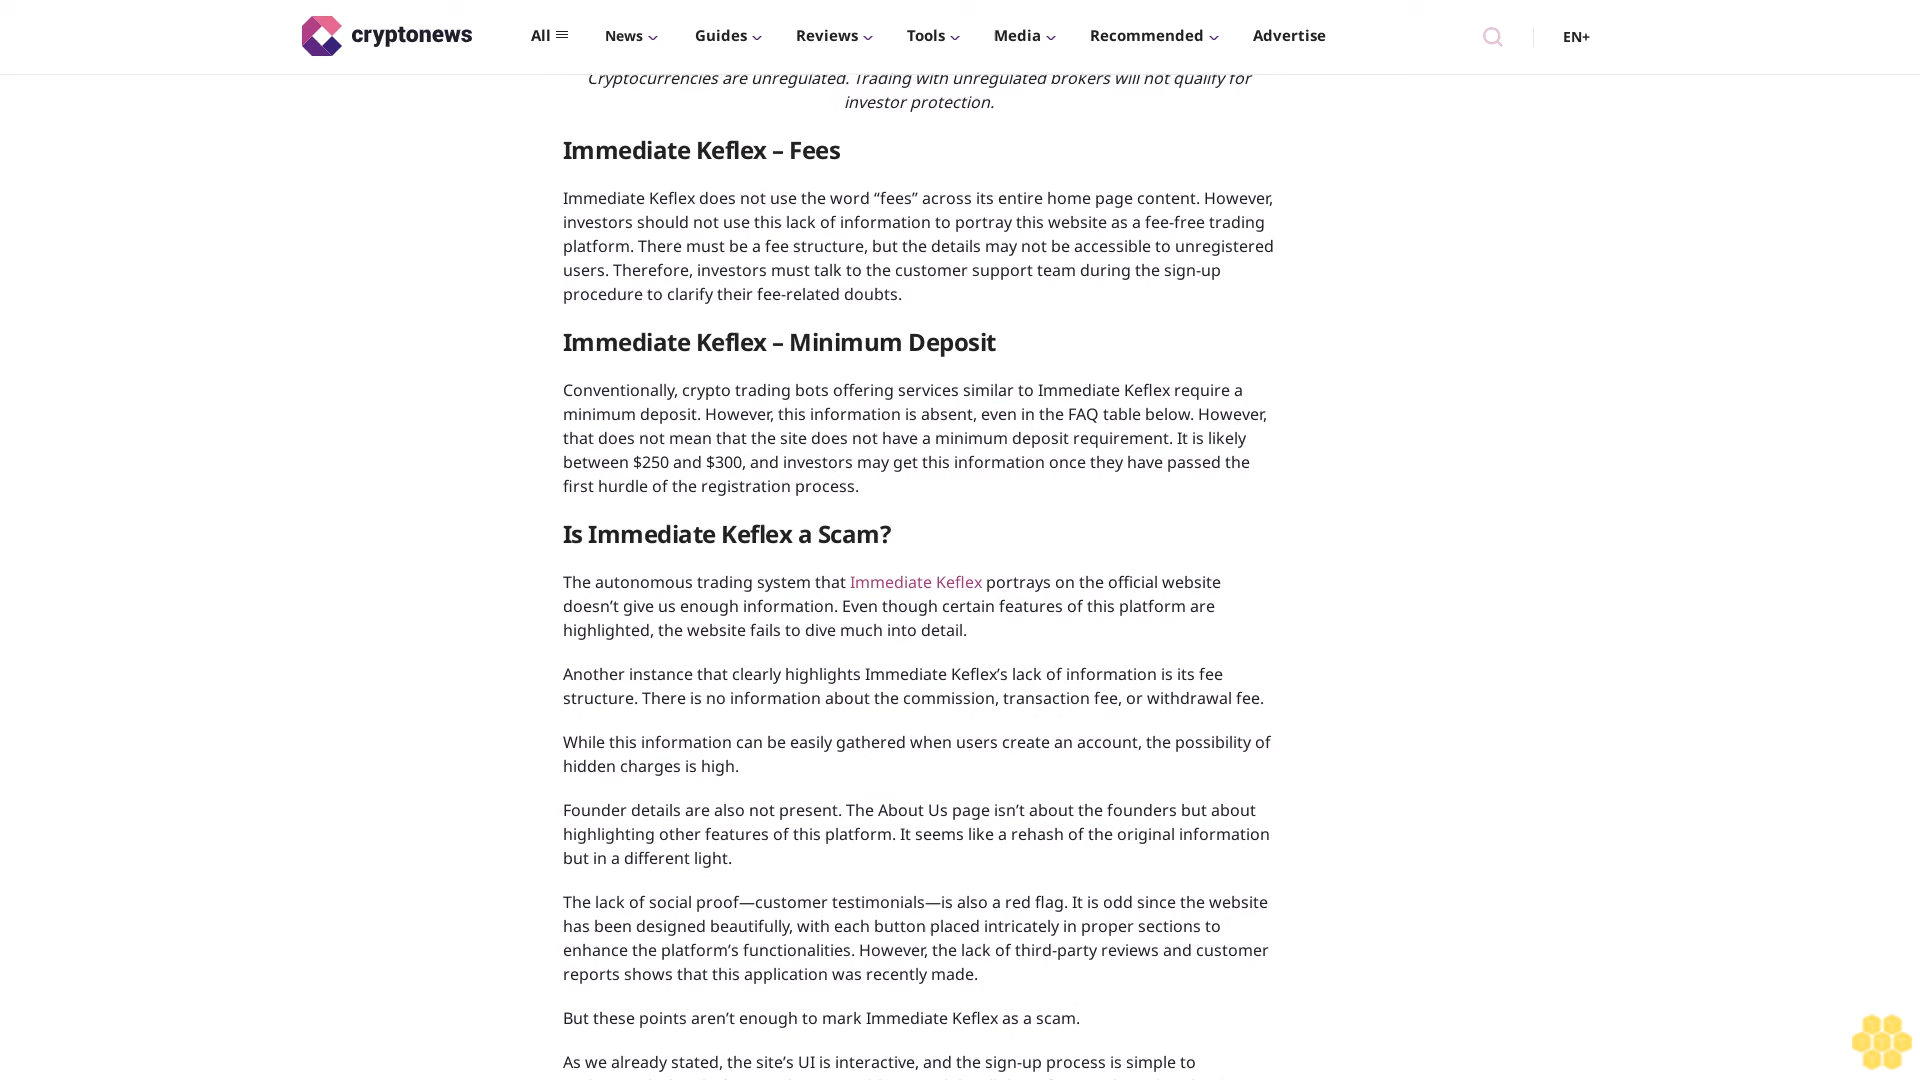 cryptonews
All
News
Guides
Reviews
Tools
Media
Recommended
Advertise
EN+
Cryptocurrencies are unregulated. Trading with unregulated brokers will not qualify for
investor protection.
Immediate Keflex – Fees
Immediate Keflex does not use the word “fees” across its entire home page content. However,
investors should not use this lack of information to portray this website as a fee-free trading
platform. There must be a fee structure, but the details may not be accessible to unregistered
users. Therefore, investors must talk to the customer support team during the sign-up
procedure to clarify their fee-related doubts.
Immediate Keflex – Minimum Deposit
Conventionally, crypto trading bots offering services similar to Immediate Keflex require a
minimum deposit. However, this information is absent, even in the FAQ table below. However,
that does not mean that the site does not have a minimum deposit requirement. It is likely
between $250 and $300, and investors may get this information once they have passed the
first hurdle of the registration process.
Is Immediate Keflex a Scam?
The autonomous trading system that Immediate Keflex portrays on the official website
doesn’t give us enough information. Even though certain features of this platform are
highlighted, the website fails to dive much into detail.
Another instance that clearly highlights Immediate Keflex’s lack of information is its fee
structure. There is no information about the commission, transaction fee, or withdrawal fee.
While this information can be easily gathered when users create an account, the possibility of
hidden charges is high.
Founder details are also not present. The About Us page isn’t about the founders but about
highlighting other features of this platform. It seems like a rehash of the original information
but in a different light.
The lack of social proof—customer testimonials—is also a red flag. It is odd since the website
has been designed beautifully, with each button placed intricately in proper sections to
enhance the platform’s functionalities. However, the lack of third-party reviews and customer
reports shows that this application was recently made.
But these points aren’t enough to mark Immediate Keflex as a scam.
As we already stated, the site’s UI is interactive, and the sign-up process is simple to